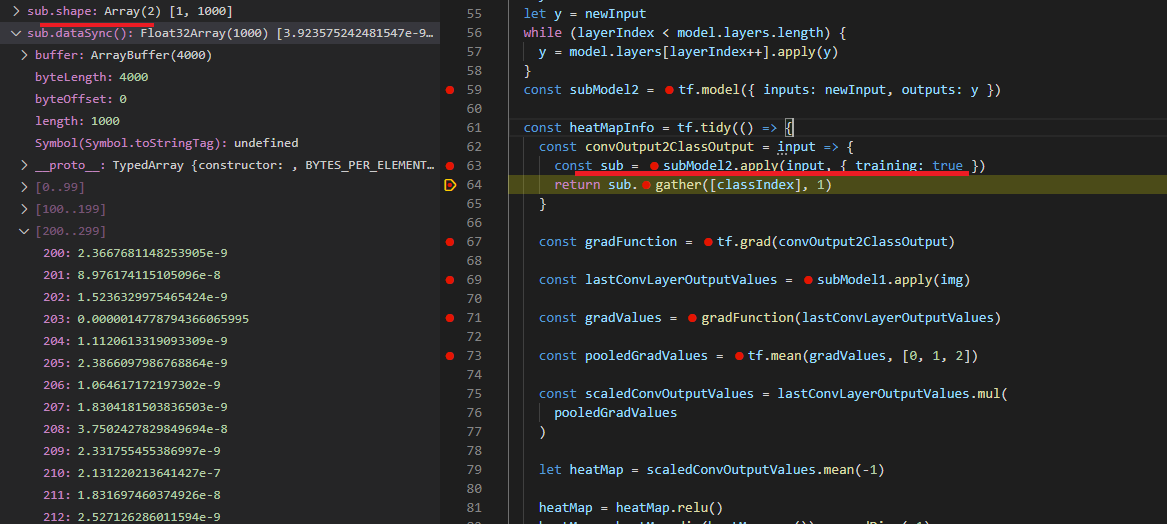 sub.shape: Array(2) [1, 1000]
sub.dataSync(): Float32Array(1000) [3.923575242481547e-9…
buffer: ArrayBuffer(4000)
byteLength: 4000
byteOffset: 0
length: 1000
Symbol(Symbol.toStringTag): undefined
__proto__: TypedArray {constructor: , BYTES_PER_ELEMENT…
[0..99]
[100..199]
[200..299]
200: 2.3667681148253905e-9
201: 8.976174115105096e-8
202: 1.5236329975465424e-9
203: 0.0000014778794366065995
204: 1.1120613319093309e-9
205: 2.3866097986768864e-9
206: 1.064617172197302e-9
207: 1.8304181503836503e-9
208: 3.7502427829849694e-8
209: 2.331755455386997e-9
210: 2.131220213641427e-7
211: 1.831697460374926e-8
212: 2.527126286011594e-9
55 let y = newInput
56 while (layerIndex < model.layers.length) {
57 y = model.layers[layerIndex++].apply(y)
58 }
59 const subModel2 = tf.model({ inputs: newInput, outputs: y })
60
61 const heatMapInfo = tf.tidy(() => {
62 const convOutput2ClassOutput = input => {
63 const sub = subModel2.apply(input, { training: true })
64 return sub.gather([classIndex], 1)
65 }
66
67 const gradFunction = tf.grad(convOutput2ClassOutput)
68
69 const lastConvLayerOutputValues = subModel1.apply(img)
70
71 const gradValues = gradFunction(lastConvLayerOutputValues)
72
73 const pooledGradValues = tf.mean(gradValues, [0, 1, 2])
74
75 const scaledConvOutputValues = lastConvLayerOutputValues.mul(
76 pooledGradValues
77 )
78
79 let heatMap = scaledConvOutputValues.mean(-1)
80
81 heatMap = heatMap.relu()